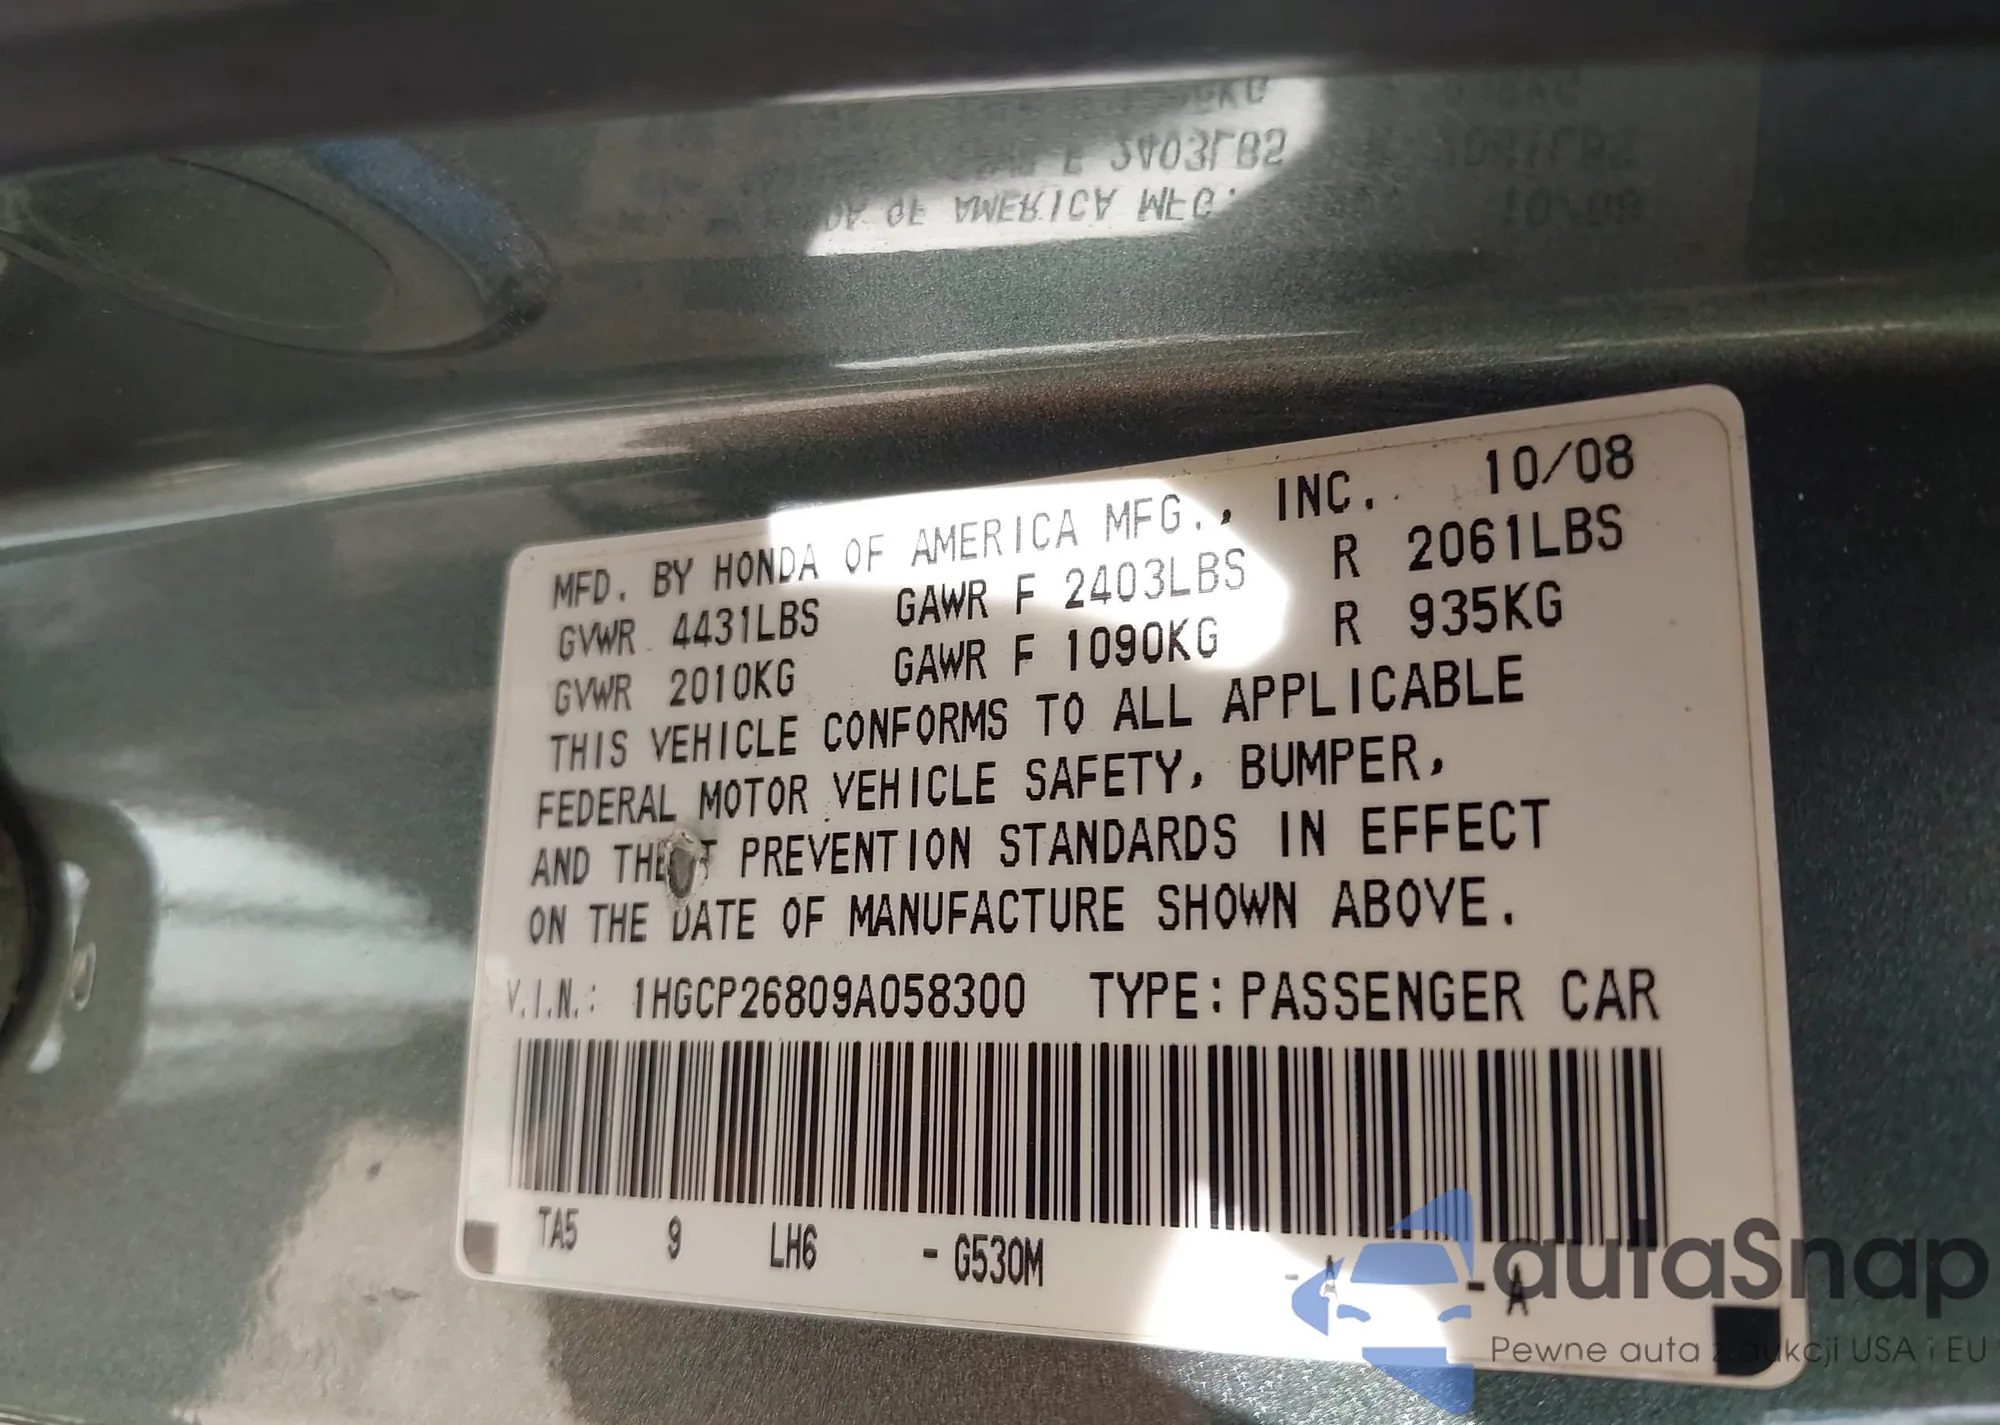 MFD. BY HONDA OF AMERICA MFG., INC. 10/08
GVWR 4431LBS GAWR F 2403LBS R 2061LBS
GVWR 2010KG GAWR F 1090KG R 935KG
THIS VEHICLE CONFORMS TO ALL APPLICABLE
FEDERAL MOTOR VEHICLE SAFETY, BUMPER,
AND THEFT PREVENTION STANDARDS IN EFFECT
ON THE DATE OF MANUFACTURE SHOWN ABOVE.
V.I.N.: 1HGCP26809A058300 TYPE: PASSENGER CAR
TA5 9 LH6 - G530M - A - A
autaSnap
Pewne auta z aukcji USA i EU